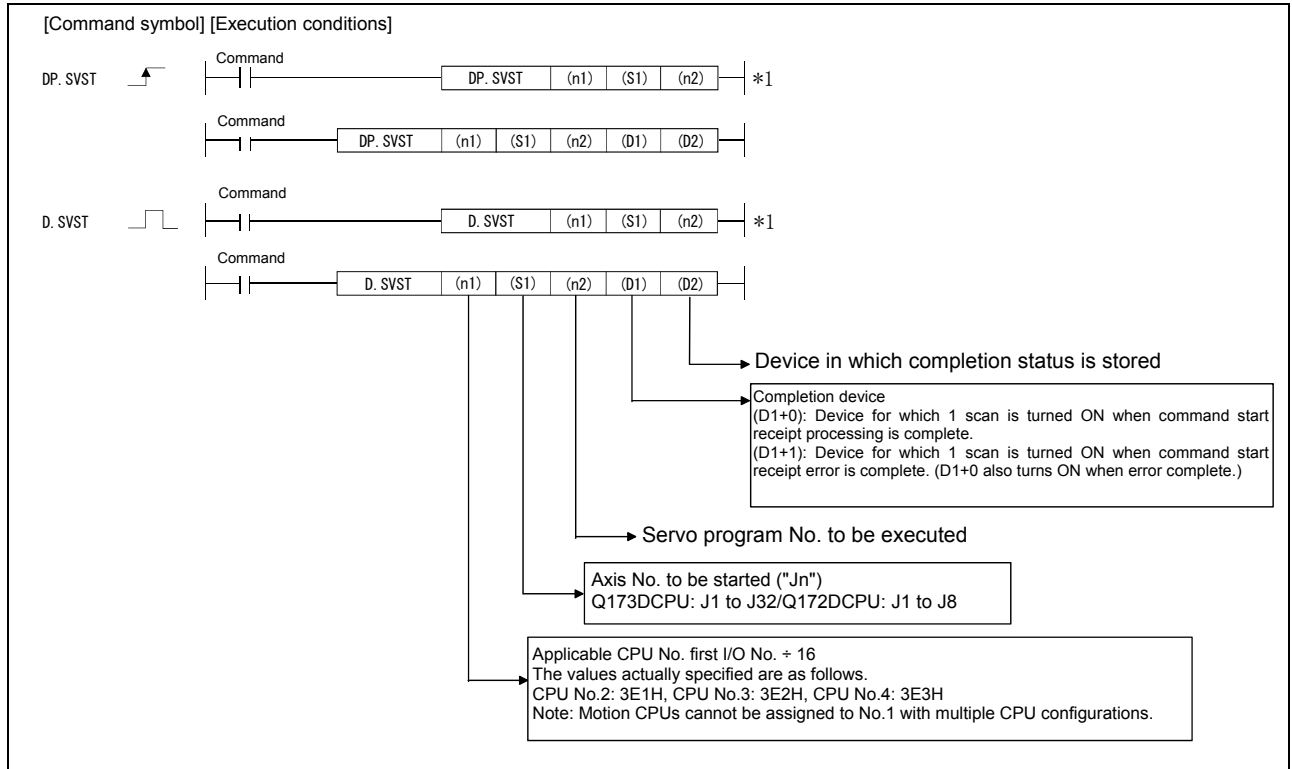 [Command symbol] [Execution conditions]
Command
DP. SVST
DP. SVST (n1) (S1) (n2) *1
Command
DP. SVST (n1) (S1) (n2) (D1) (D2)
Command
D. SVST
D. SVST (n1) (S1) (n2) *1
Command
D. SVST (n1) (S1) (n2) (D1) (D2)
Device in which completion status is stored
Completion device
(D1+0): Device for which 1 scan is turned ON when command start
receipt processing is complete.
(D1+1): Device for which 1 scan is turned ON when command start
receipt error is complete. (D1+0 also turns ON when error complete.)
Servo program No. to be executed
Axis No. to be started ("Jn")
Q173DCPU: J1 to J32/Q172DCPU: J1 to J8
Applicable CPU No. first I/O No. ÷ 16
The values actually specified are as follows.
CPU No.2: 3E1H, CPU No.3: 3E2H, CPU No.4: 3E3H
Note: Motion CPUs cannot be assigned to No.1 with multiple CPU configurations.